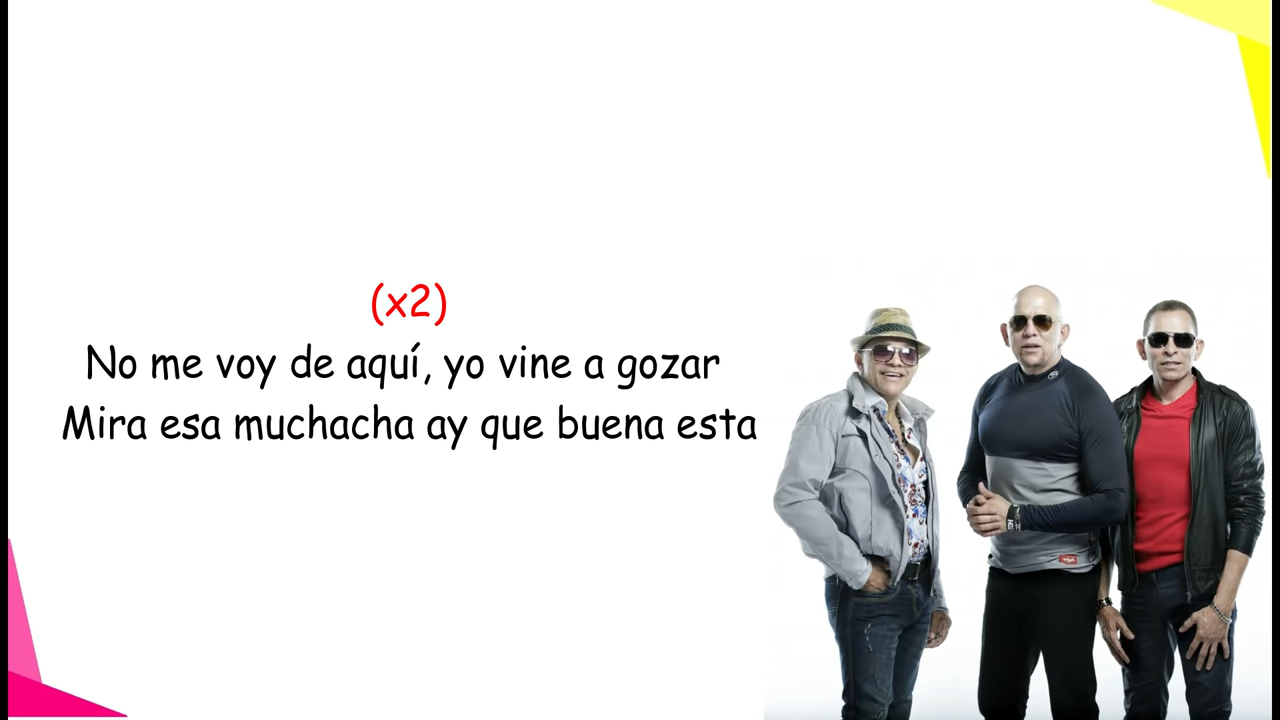 (x2)
No me voy de aquí, yo vine a gozar
Mira esa muchacha ay que buena esta